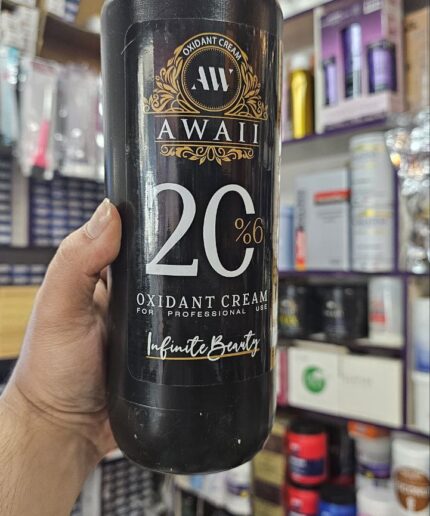 OXIDANT CREAM
AW
AWAII
20
%6
OXIDANT CREAM
FOR PROFESSIONAL USE
Infinite Beauty